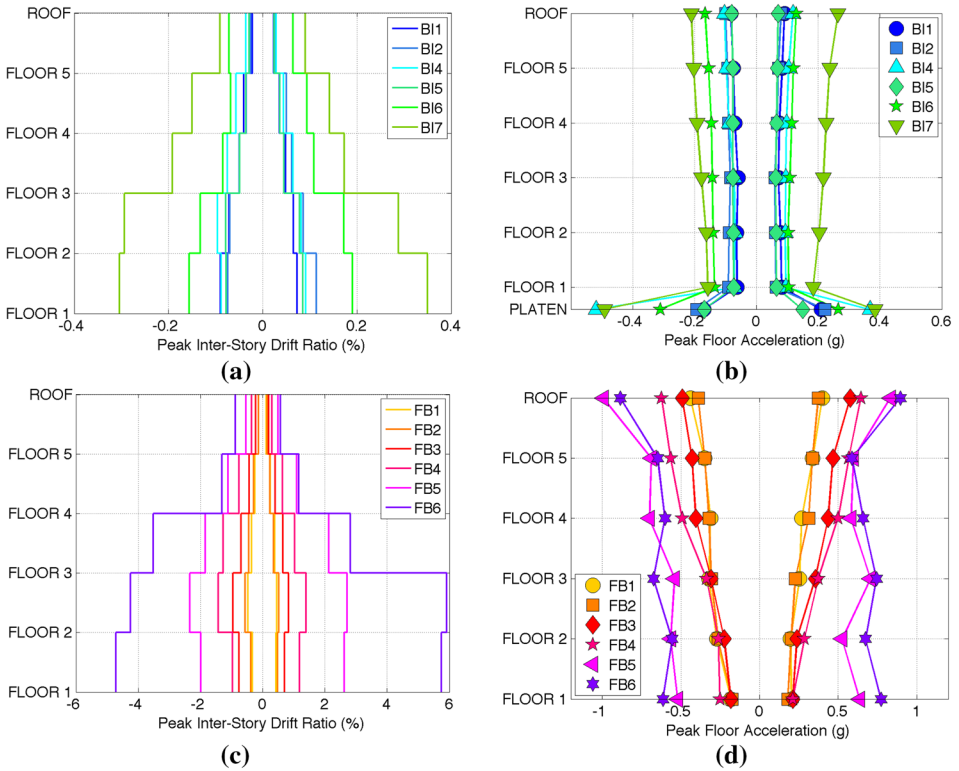 ROOF
FLOOR 5
FLOOR 4
FLOOR 3
FLOOR 2
FLOOR 1
-0.4 -0.2 0 0.2 0.4
Peak Inter-Story Drift Ratio (%)
BI1
BI2
BI4
BI5
BI6
BI7
(a)
ROOF
FLOOR 5
FLOOR 4
FLOOR 3
FLOOR 2
FLOOR 1
PLATEN
-0.4 -0.2 0 0.2 0.4 0.6
Peak Floor Acceleration (g)
BI1
BI2
BI4
BI5
BI6
BI7
(b)
ROOF
FLOOR 5
FLOOR 4
FLOOR 3
FLOOR 2
FLOOR 1
-6 -4 -2 0 2 4 6
Peak Inter-Story Drift Ratio (%)
FB1
FB2
FB3
FB4
FB5
FB6
(c)
ROOF
FLOOR 5
FLOOR 4
FLOOR 3
FLOOR 2
FLOOR 1
-1 -0.5 0 0.5 1
Peak Floor Acceleration (g)
FB1
FB2
FB3
FB4
FB5
FB6
(d)